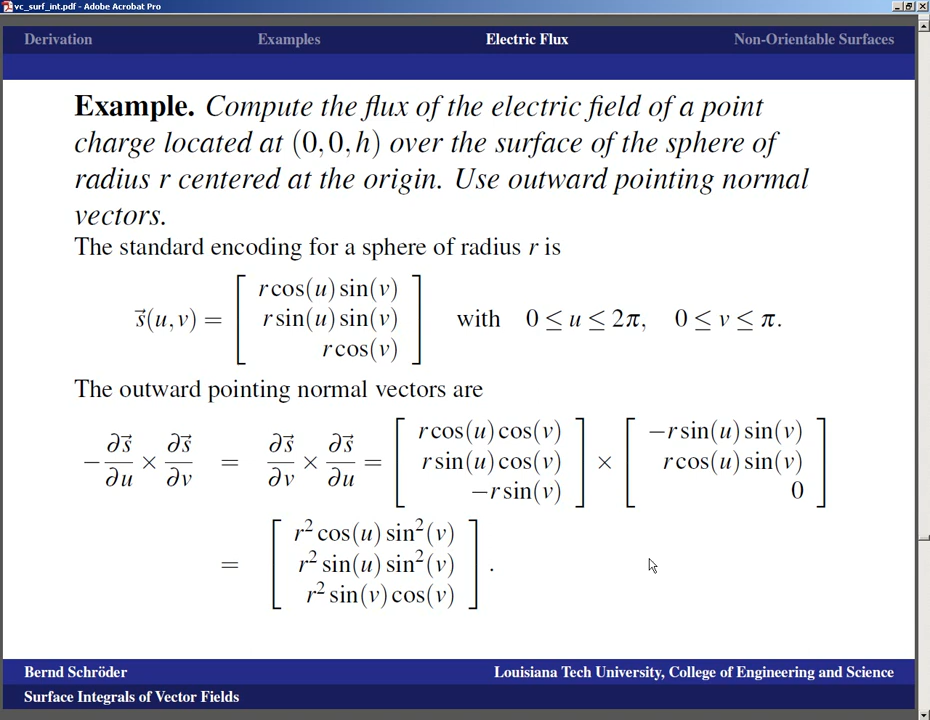 vc_surf_int.pdf - Adobe Acrobat Pro
Derivation Examples Electric Flux Non-Orientable Surfaces
Example. Compute the flux of the electric field of a point
charge located at (0,0,h) over the surface of the sphere of
radius r centered at the origin. Use outward pointing normal
vectors.
The standard encoding for a sphere of radius r is
s⃗(u,v) = [ r cos(u) sin(v)
r sin(u) sin(v)
r cos(v) ] with 0 ≤ u ≤ 2π, 0 ≤ v ≤ π.
The outward pointing normal vectors are
−∂s⃗/∂u × ∂s⃗/∂v = ∂s⃗/∂v × ∂s⃗/∂u = [ r cos(u) cos(v) ; r sin(u) cos(v) ; −r sin(v) ] × [ −r sin(u) sin(v) ; r cos(u) sin(v) ; 0 ]
= [ r² cos(u) sin²(v)
r² sin(u) sin²(v)
r² sin(v) cos(v) ] .
Bernd Schröder Louisiana Tech University, College of Engineering and Science
Surface Integrals of Vector Fields